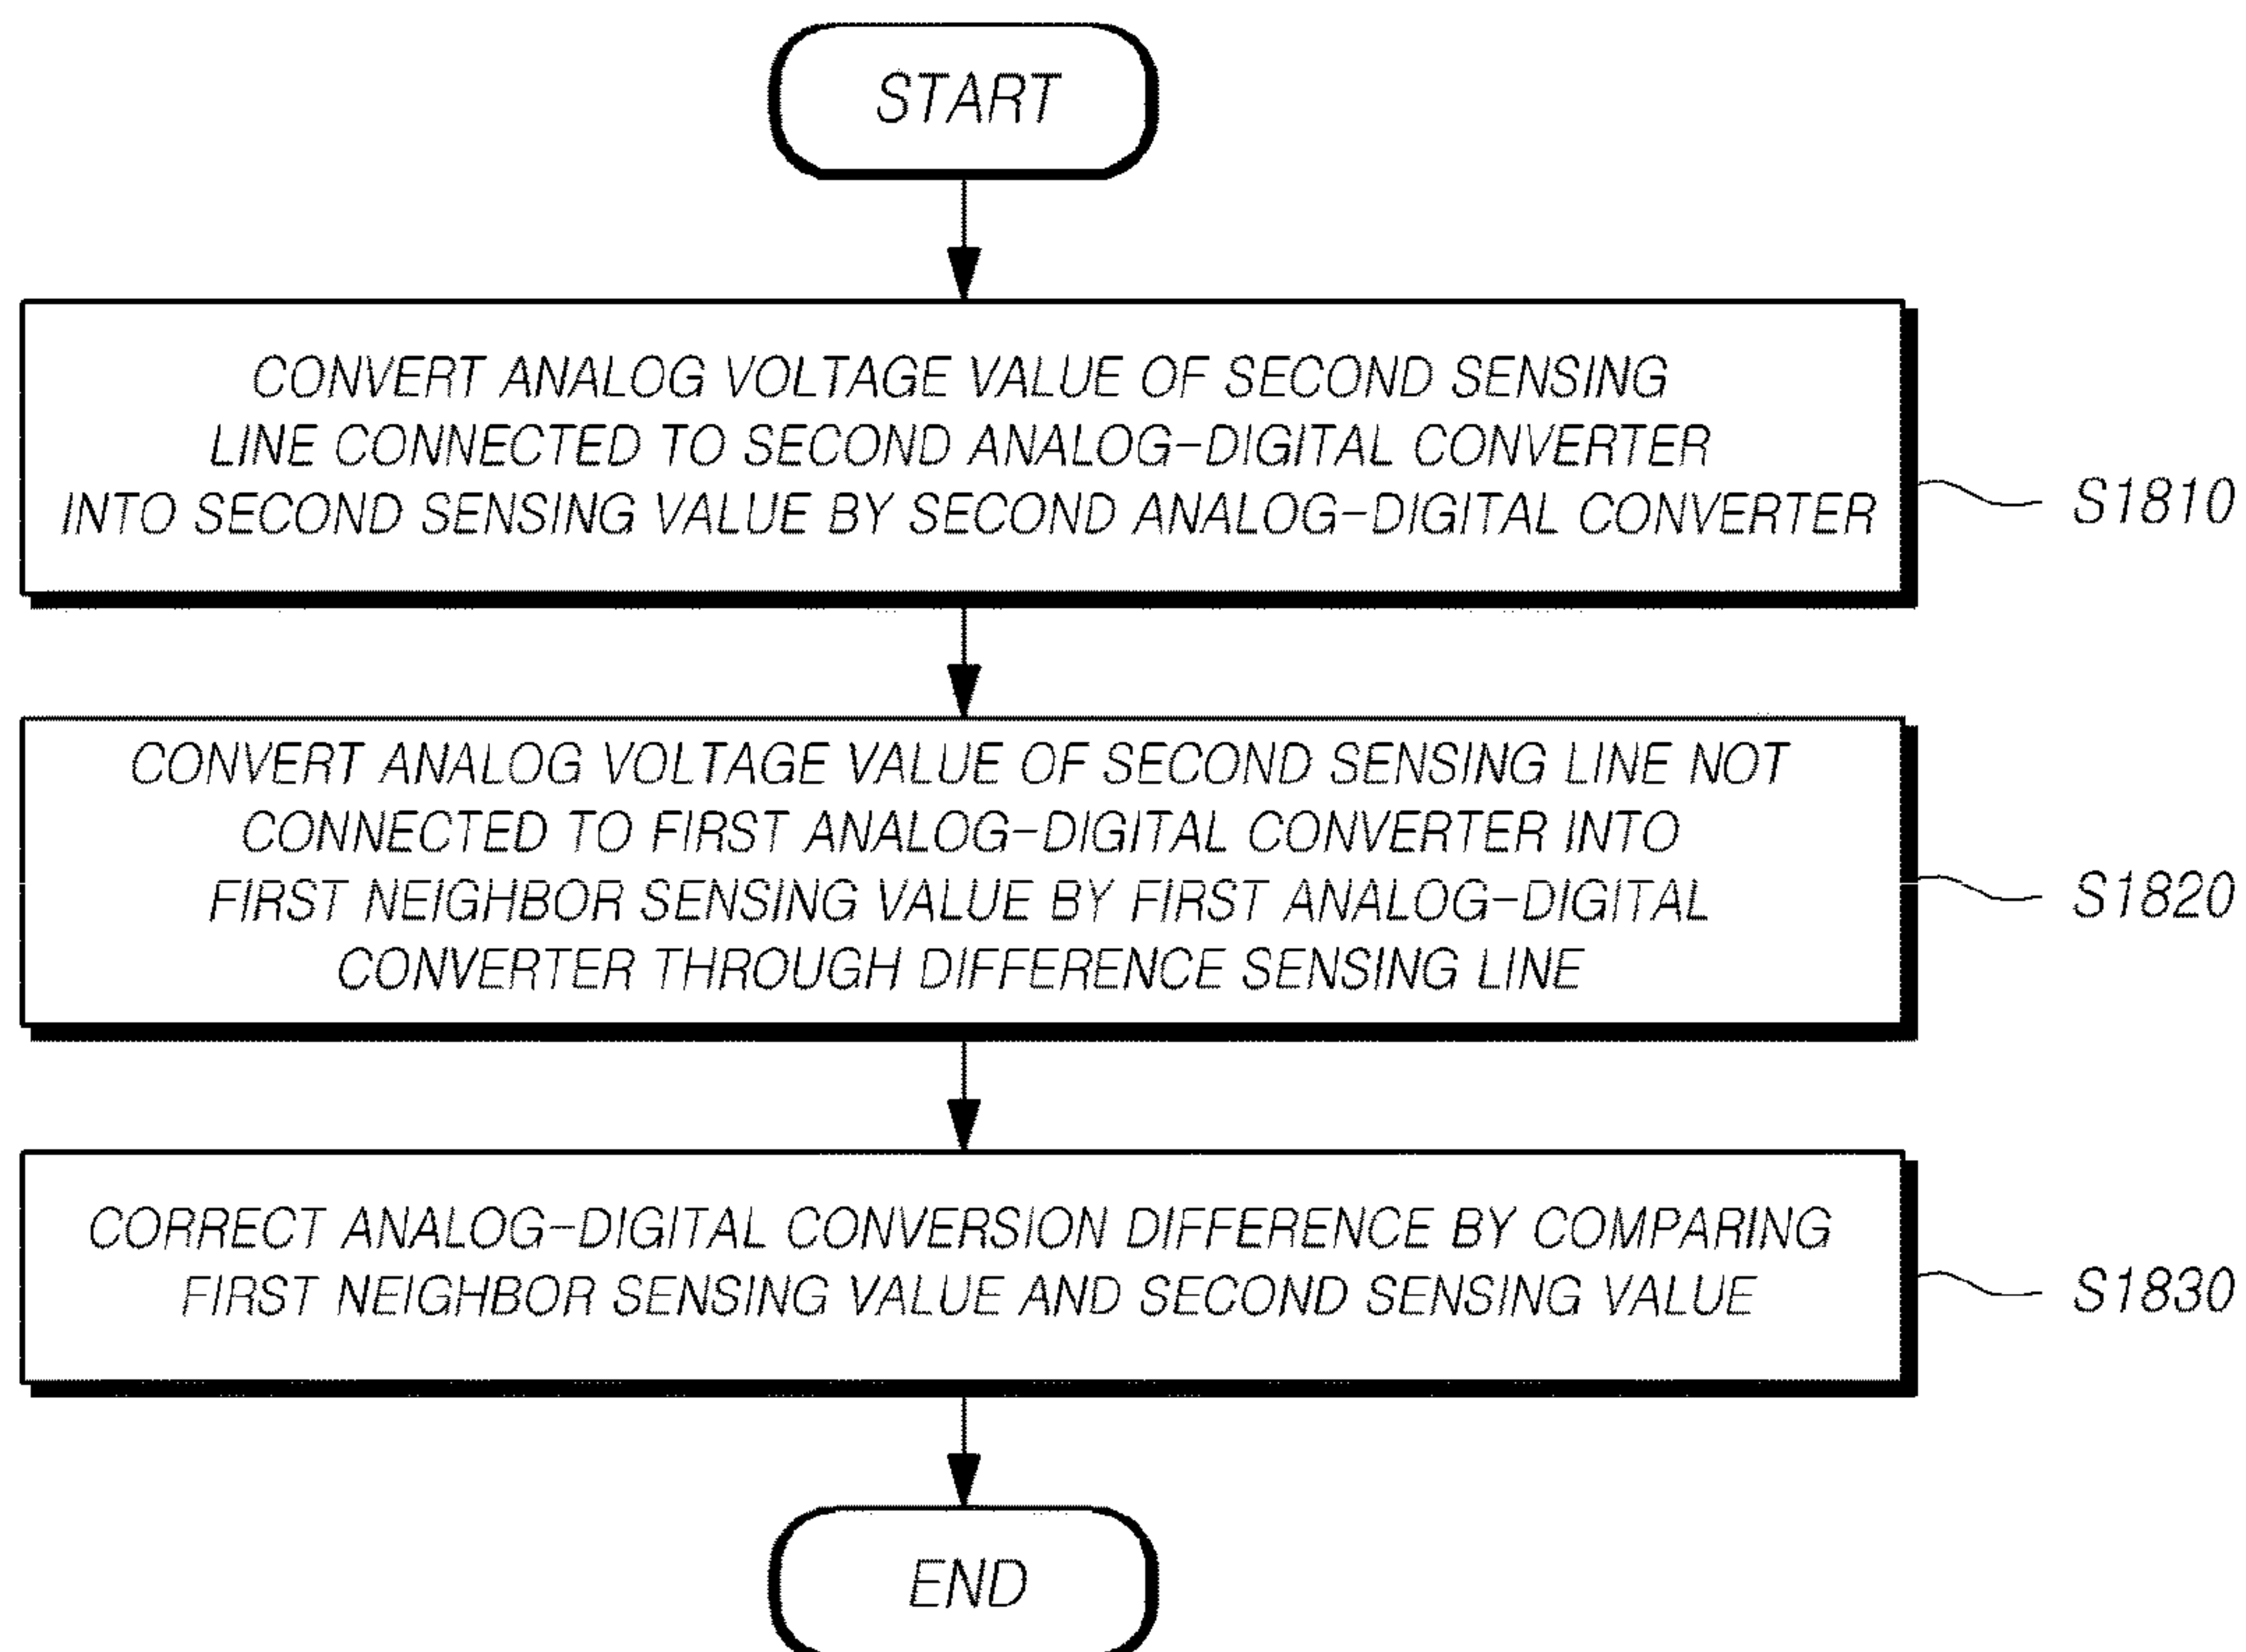 START
CONVERT ANALOG VOLTAGE VALUE OF SECOND SENSING
LINE CONNECTED TO SECOND ANALOG-DIGITAL CONVERTER
INTO SECOND SENSING VALUE BY SECOND ANALOG-DIGITAL CONVERTER
S1810
CONVERT ANALOG VOLTAGE VALUE OF SECOND SENSING LINE NOT
CONNECTED TO FIRST ANALOG-DIGITAL CONVERTER INTO
FIRST NEIGHBOR SENSING VALUE BY FIRST ANALOG-DIGITAL
CONVERTER THROUGH DIFFERENCE SENSING LINE
S1820
CORRECT ANALOG-DIGITAL CONVERSION DIFFERENCE BY COMPARING
FIRST NEIGHBOR SENSING VALUE AND SECOND SENSING VALUE
S1830
END